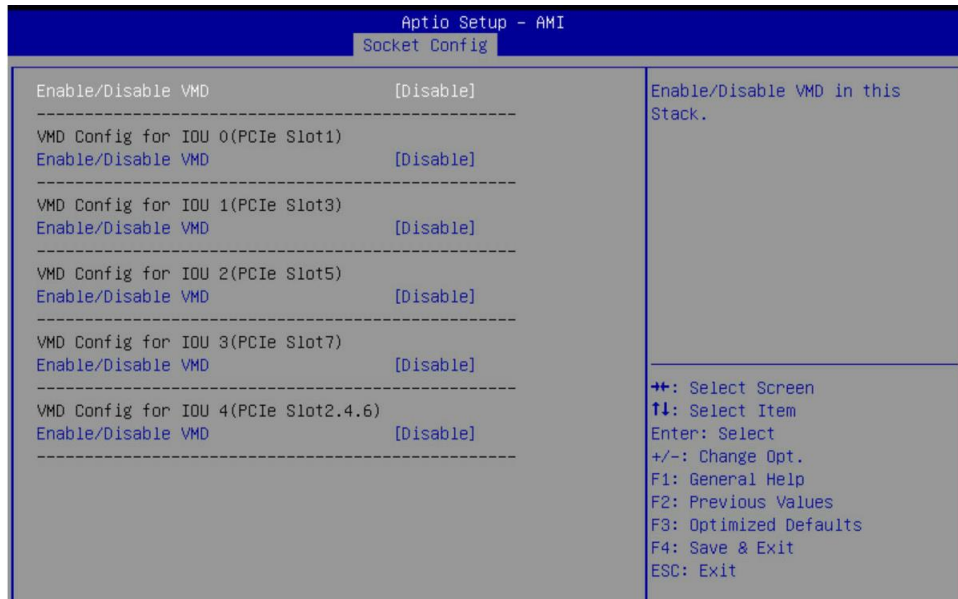 Aptio Setup – AMI
Socket Config
Enable/Disable VMD [Disable]
------------------------------------------------
VMD Config for IOU 0(PCIe Slot1)
Enable/Disable VMD [Disable]
------------------------------------------------
VMD Config for IOU 1(PCIe Slot3)
Enable/Disable VMD [Disable]
------------------------------------------------
VMD Config for IOU 2(PCIe Slot5)
Enable/Disable VMD [Disable]
------------------------------------------------
VMD Config for IOU 3(PCIe Slot7)
Enable/Disable VMD [Disable]
------------------------------------------------
VMD Config for IOU 4(PCIe Slot2.4.6)
Enable/Disable VMD [Disable]
------------------------------------------------
Enable/Disable VMD in this
Stack.
→←: Select Screen
↑↓: Select Item
Enter: Select
+/-: Change Opt.
F1: General Help
F2: Previous Values
F3: Optimized Defaults
F4: Save & Exit
ESC: Exit